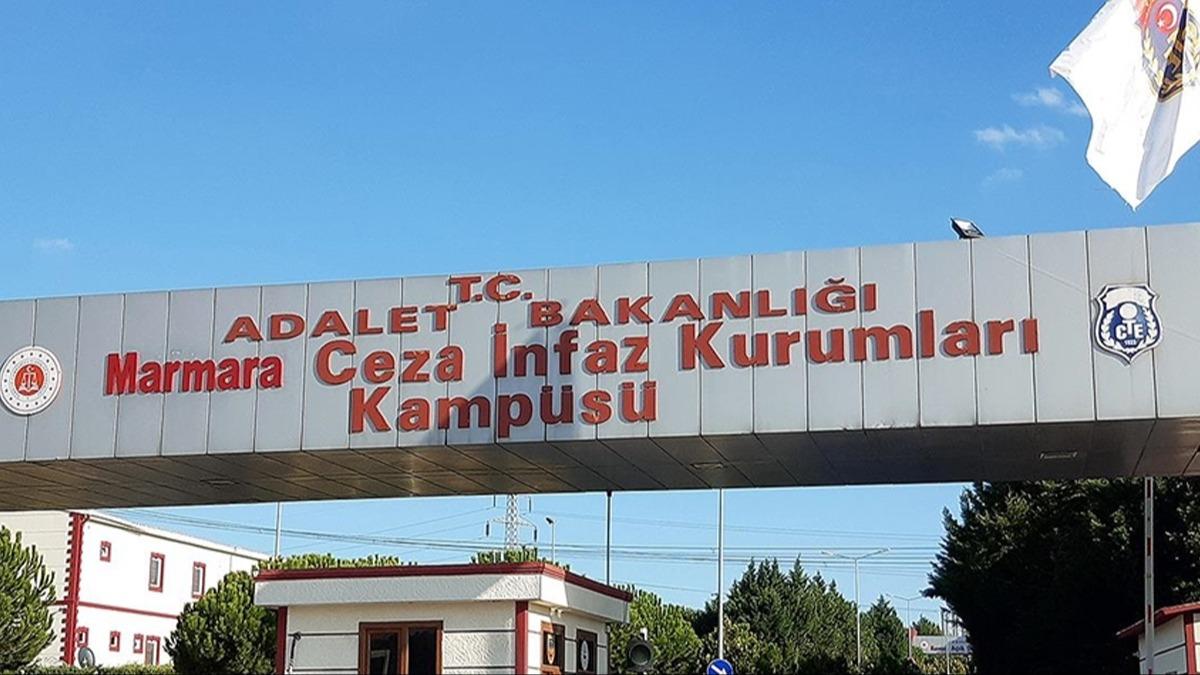 T.C.
ADALET BAKANLIĞI
Marmara Ceza İnfaz Kurumları
Kampüsü
CTE